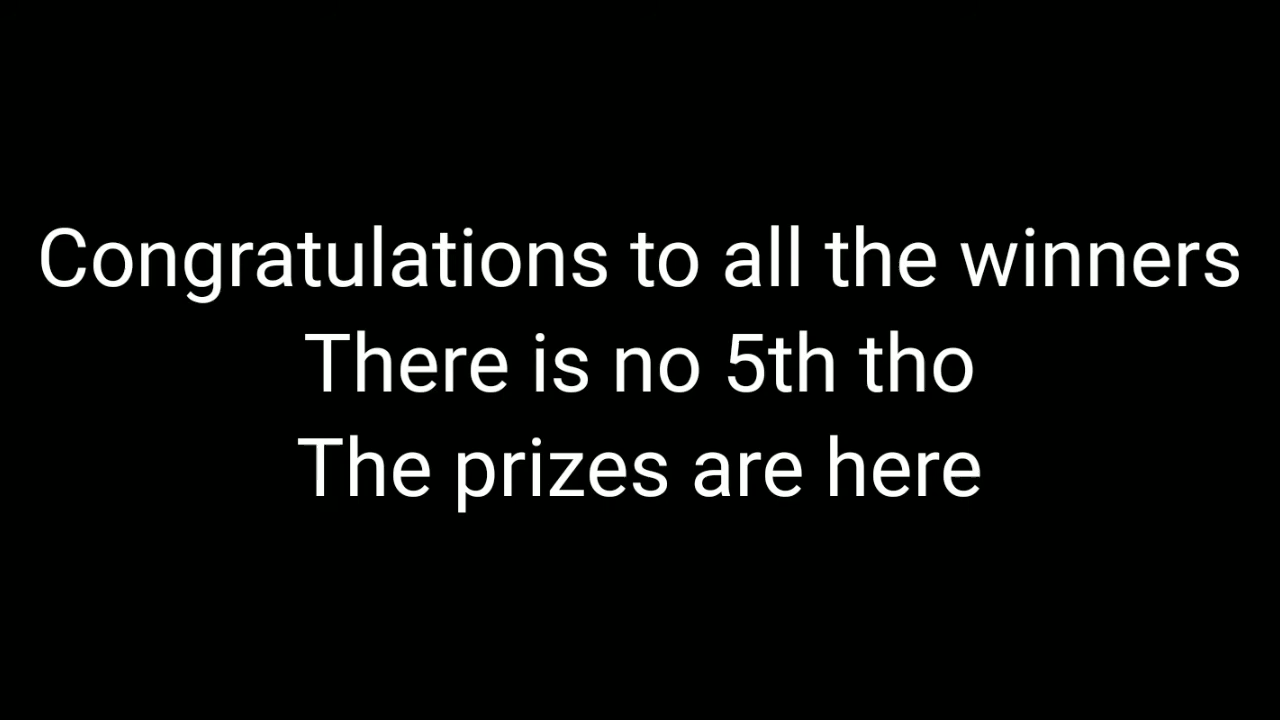 Congratulations to all the winners
There is no 5th tho
The prizes are here